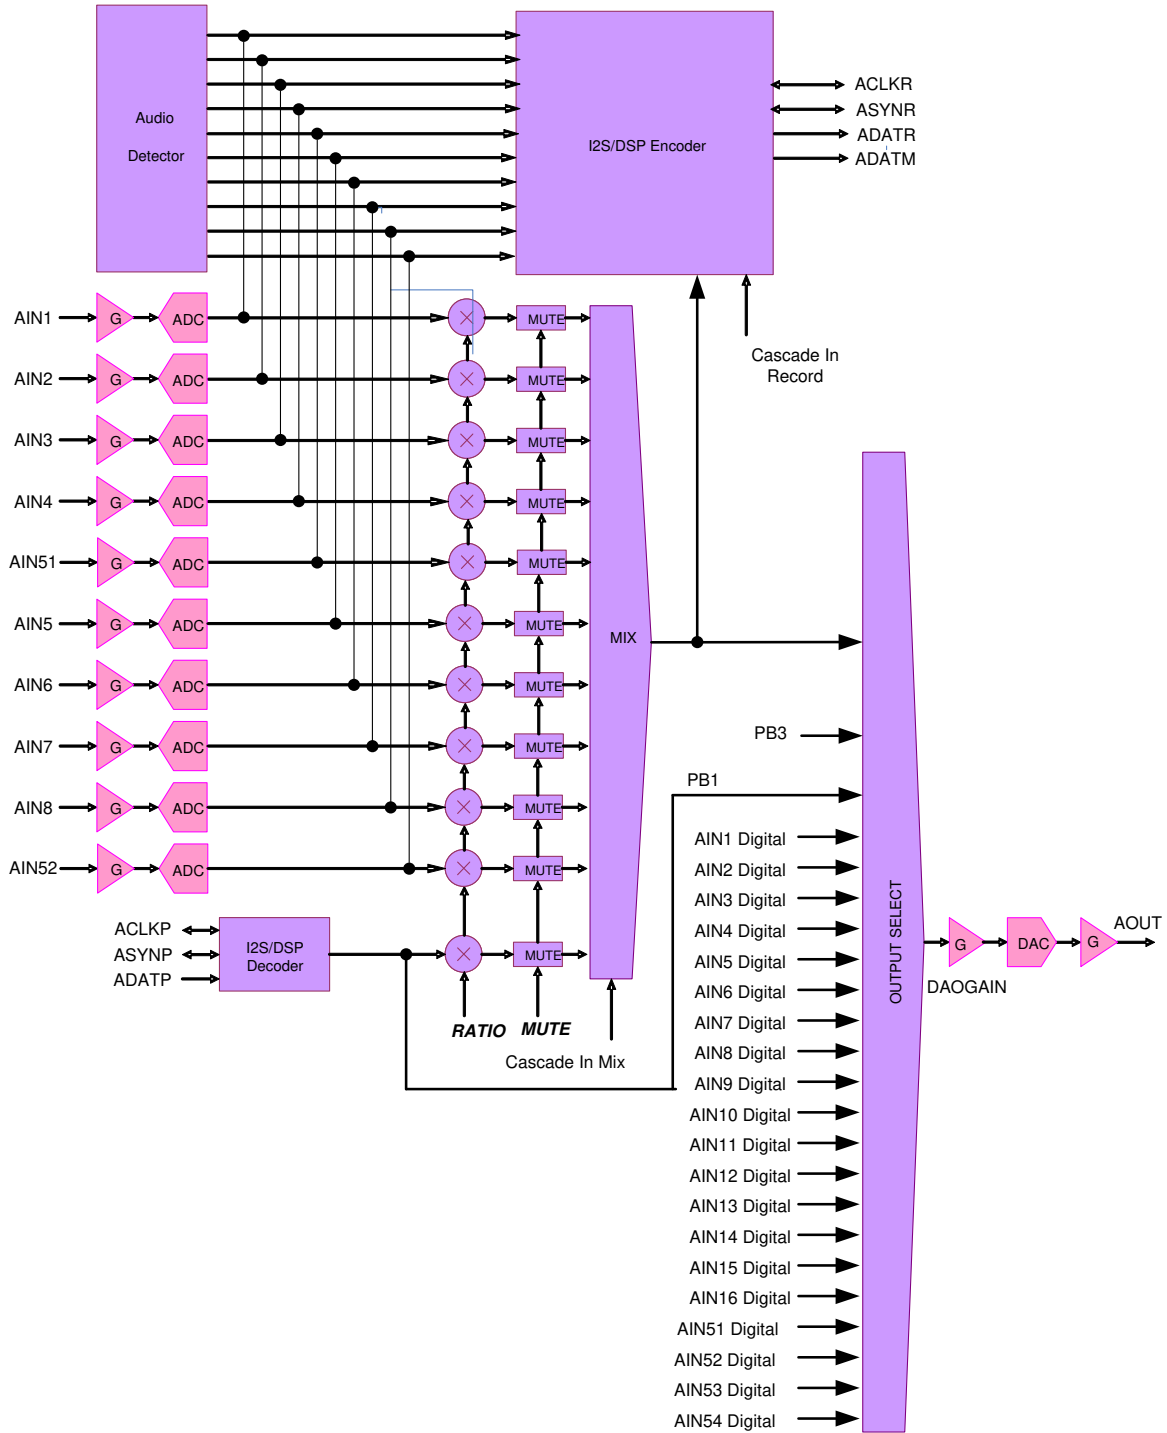 Audio
Detector
I2S/DSP Encoder
ACLKR
ASYNR
ADATR
ADATM
Cascade In
Record
AIN1
G
ADC
MUTE
AIN2
G
ADC
MUTE
AIN3
G
ADC
MUTE
AIN4
G
ADC
MUTE
AIN51
G
ADC
MUTE
AIN5
G
ADC
MUTE
MIX
AIN6
G
ADC
MUTE
AIN7
G
ADC
MUTE
AIN8
G
ADC
MUTE
AIN52
G
ADC
MUTE
ACLKP
ASYNP
ADATP
I2S/DSP
Decoder
MUTE
RATIO
MUTE
Cascade In Mix
PB3
PB1
AIN1 Digital
AIN2 Digital
AIN3 Digital
AIN4 Digital
AIN5 Digital
AIN6 Digital
AIN7 Digital
AIN8 Digital
AIN9 Digital
AIN10 Digital
AIN11 Digital
AIN12 Digital
AIN13 Digital
AIN14 Digital
AIN15 Digital
AIN16 Digital
AIN51 Digital
AIN52 Digital
AIN53 Digital
AIN54 Digital
OUTPUT SELECT
G
DAOGAIN
DAC
G
AOUT